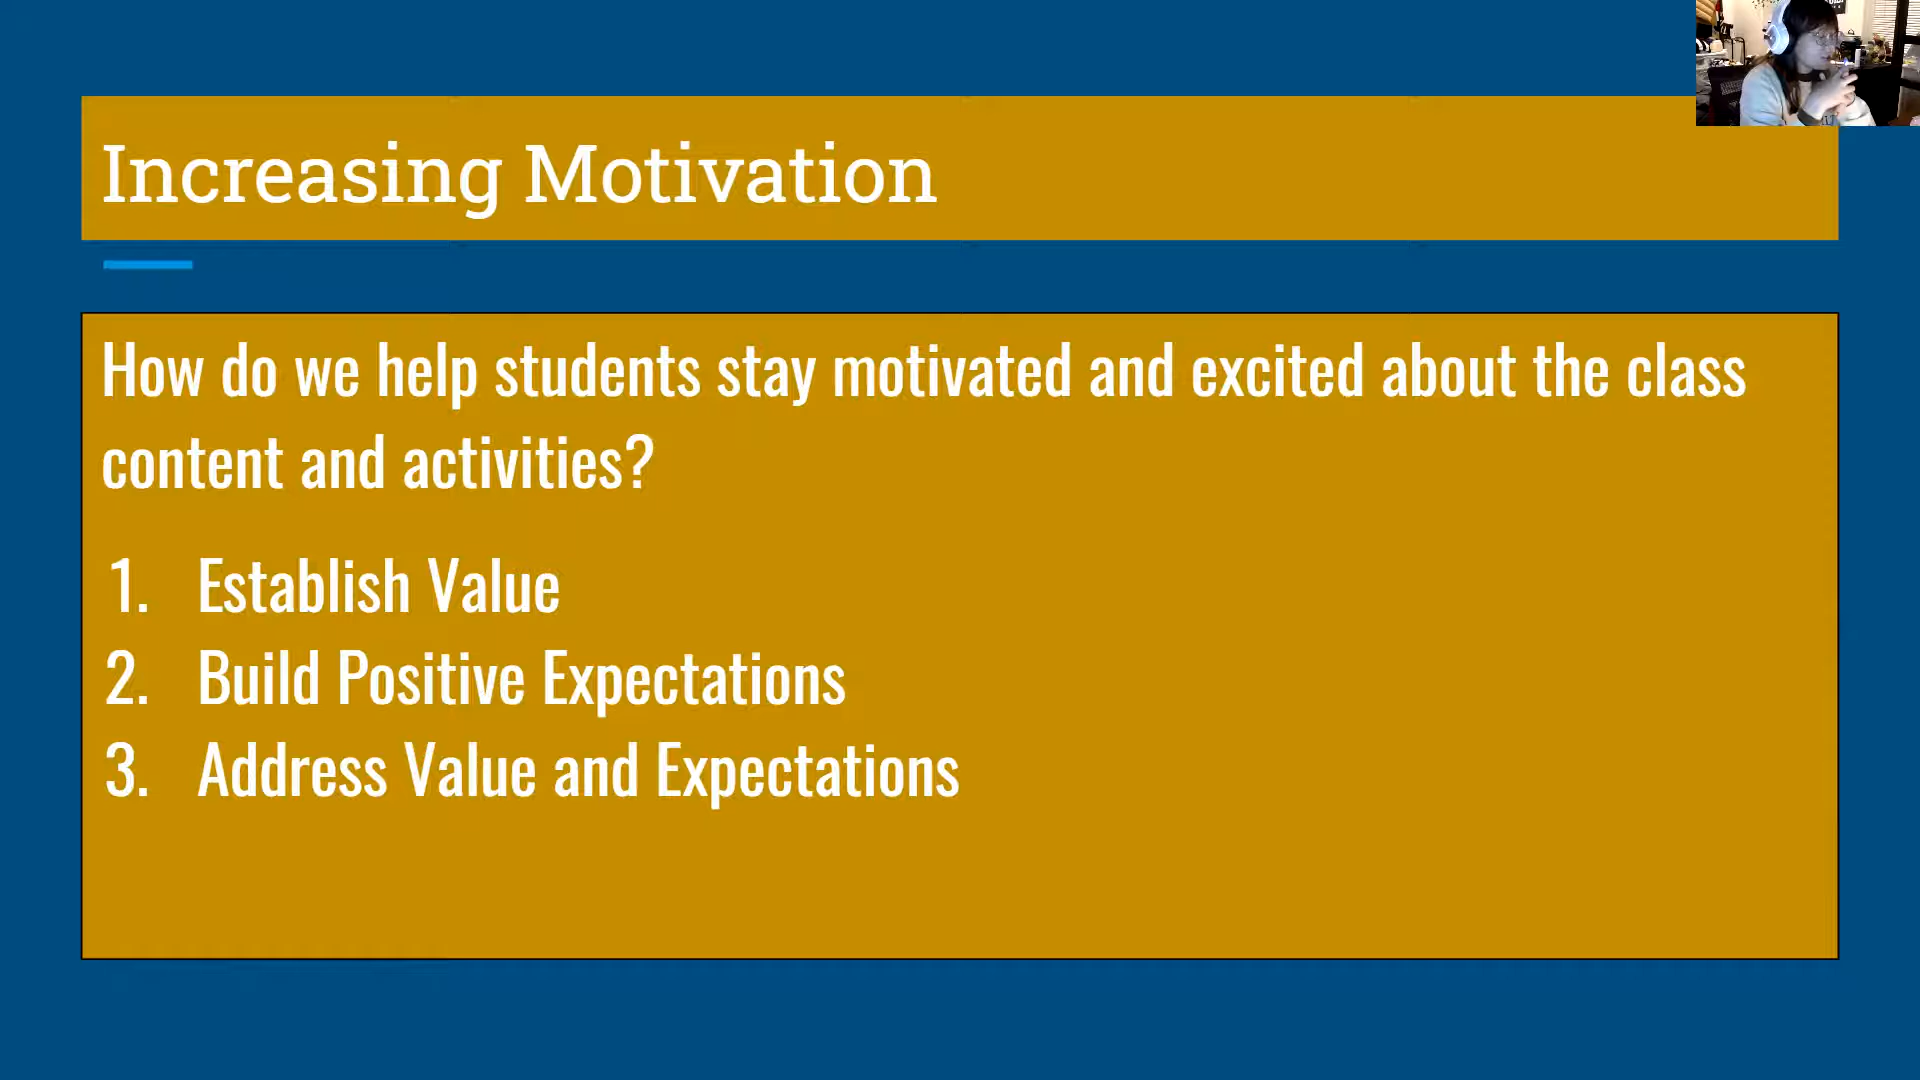 Increasing Motivation
How do we help students stay motivated and excited about the class
content and activities?
1. Establish Value
2. Build Positive Expectations
3. Address Value and Expectations